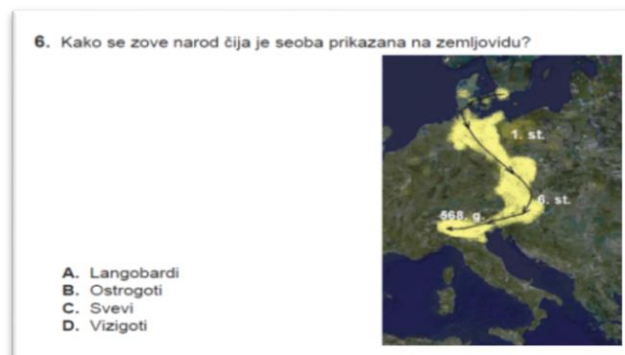 6. Kako se zove narod čija je seoba prikazana na zemljovidu?
1. st.
6. st.
568. g.
A. Langobardi
B. Ostrogoti
C. Svevi
D. Vizigoti